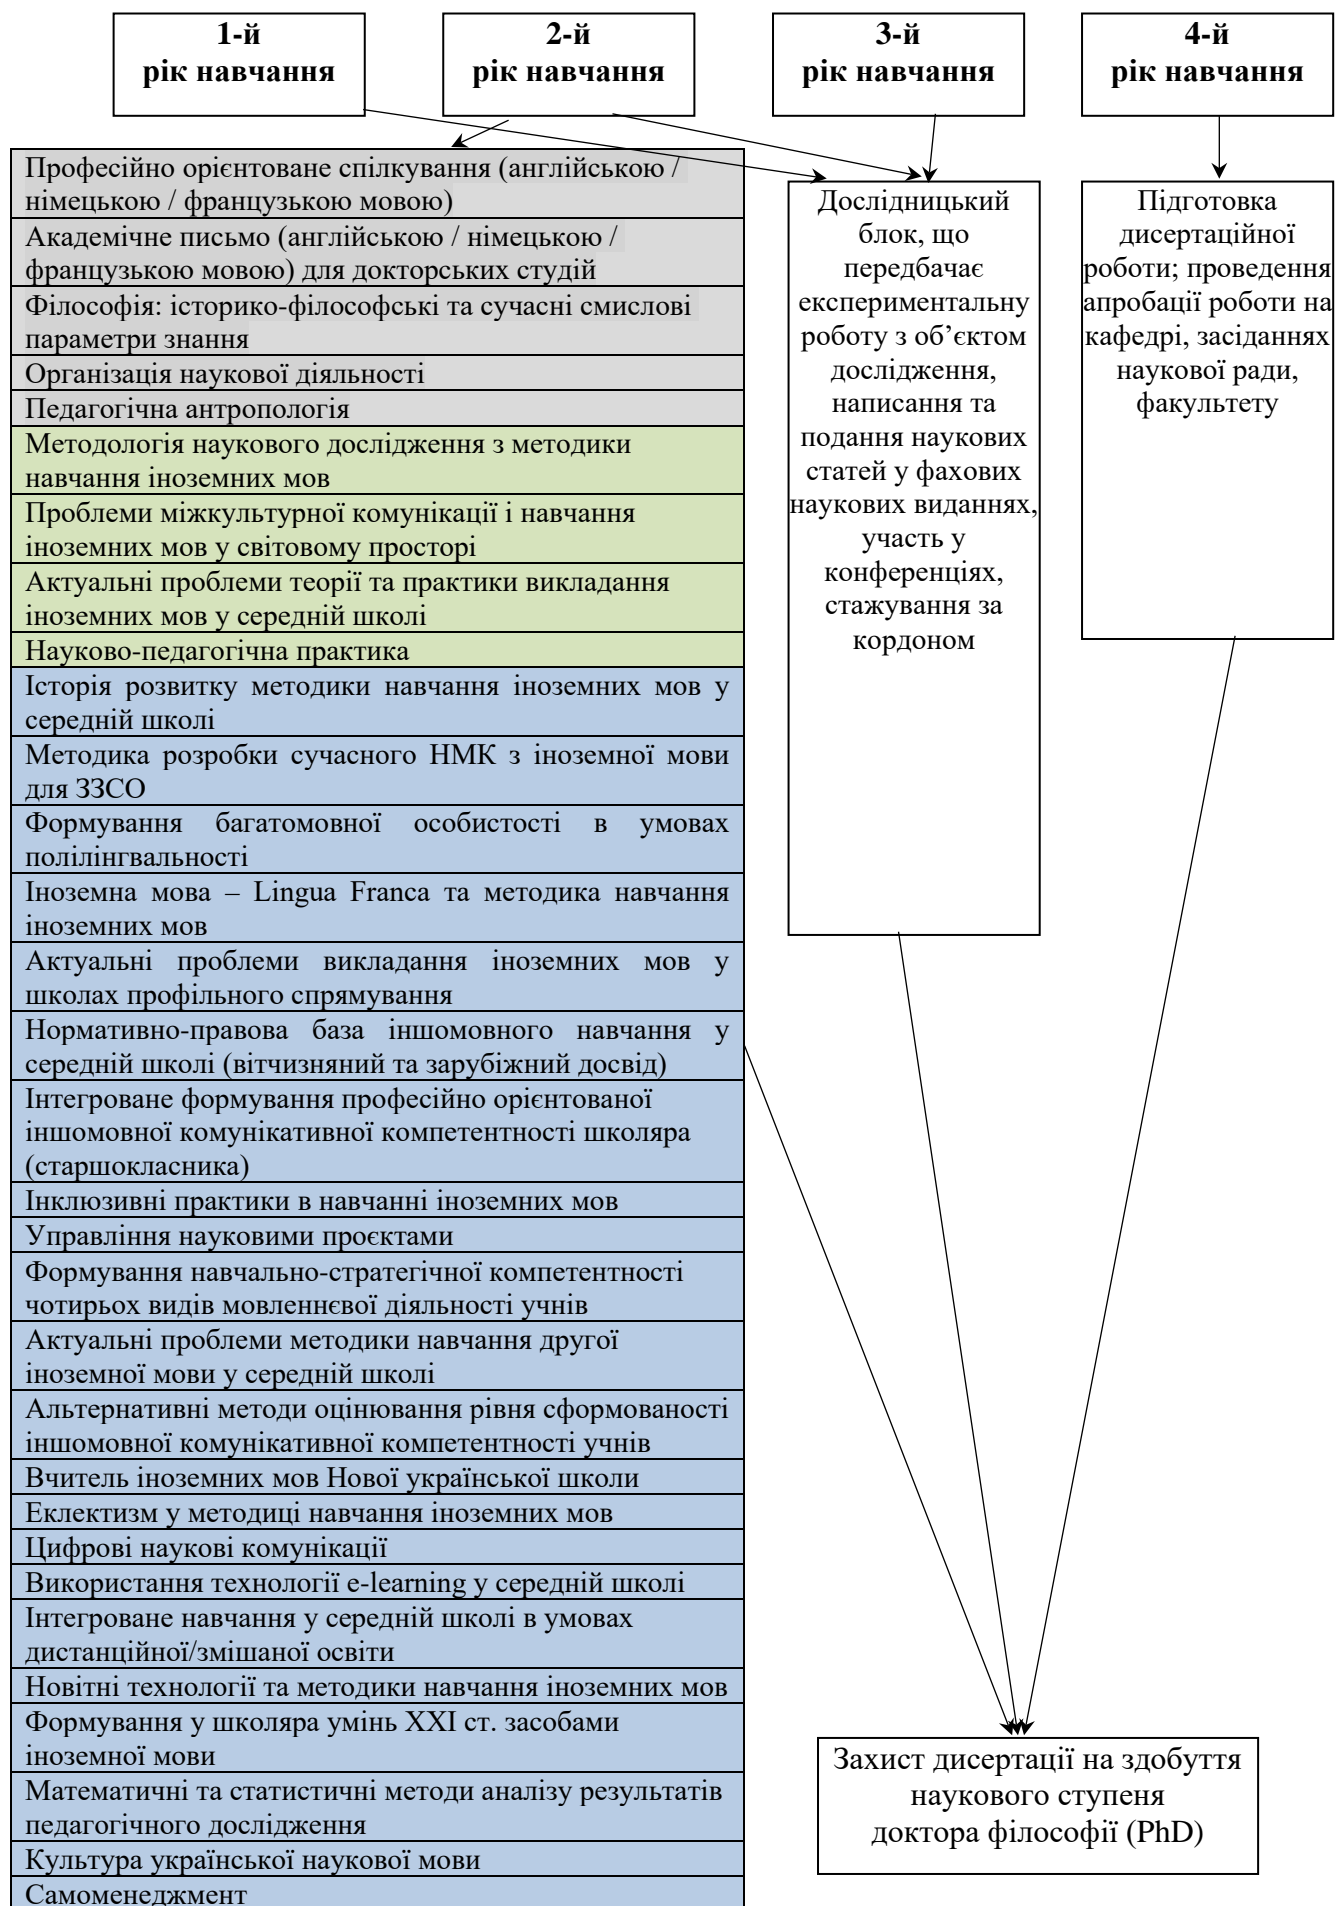 1-й
рік навчання
2-й
рік навчання
3-й
рік навчання
4-й
рік навчання
Професійно орієнтоване спілкування (англійською /
німецькою / французькою мовою)
Академічне письмо (англійською / німецькою /
французькою мовою) для докторських студій
Філософія: історико-філософські та сучасні смислові
параметри знання
Організація наукової діяльності
Педагогічна антропологія
Методологія наукового дослідження з методики
навчання іноземних мов
Проблеми міжкультурної комунікації і навчання
іноземних мов у світовому просторі
Актуальні проблеми теорії та практики викладання
іноземних мов у середній школі
Науково-педагогічна практика
Історія розвитку методики навчання іноземних мов у
середній школі
Методика розробки сучасного НМК з іноземної мови
для ЗЗСО
Формування багатомовної особистості в умовах
полілінгвальності
Іноземна мова – Lingua Franca та методика навчання
іноземних мов
Актуальні проблеми викладання іноземних мов у
школах профільного спрямування
Нормативно-правова база іншомовного навчання у
середній школі (вітчизняний та зарубіжний досвід)
Інтегроване формування професійно орієнтованої
іншомовної комунікативної компетентності школяра
(старшокласника)
Інклюзивні практики в навчанні іноземних мов
Управління науковими проєктами
Формування навчально-стратегічної компетентності
чотирьох видів мовленнєвої діяльності учнів
Актуальні проблеми методики навчання другої
іноземної мови у середній школі
Альтернативні методи оцінювання рівня сформованості
іншомовної комунікативної компетентності учнів
Вчитель іноземних мов Нової української школи
Еклектизм у методиці навчання іноземних мов
Цифрові наукові комунікації
Використання технології e-learning у середній школі
Інтегроване навчання у середній школі в умовах
дистанційної/змішаної освіти
Новітні технології та методики навчання іноземних мов
Формування у школяра умінь ХХІ ст. засобами
іноземної мови
Математичні та статистичні методи аналізу результатів
педагогічного дослідження
Культура української наукової мови
Самоменеджмент
Дослідницький
блок, що
передбачає
експериментальну
роботу з об’єктом
дослідження,
написання та
подання наукових
статей у фахових
наукових виданнях,
участь у
конференціях,
стажування за
кордоном
Підготовка
дисертаційної
роботи; проведення
апробації роботи на
кафедрі, засіданнях
наукової ради,
факультету
Захист дисертації на здобуття
наукового ступеня
доктора філософії (PhD)